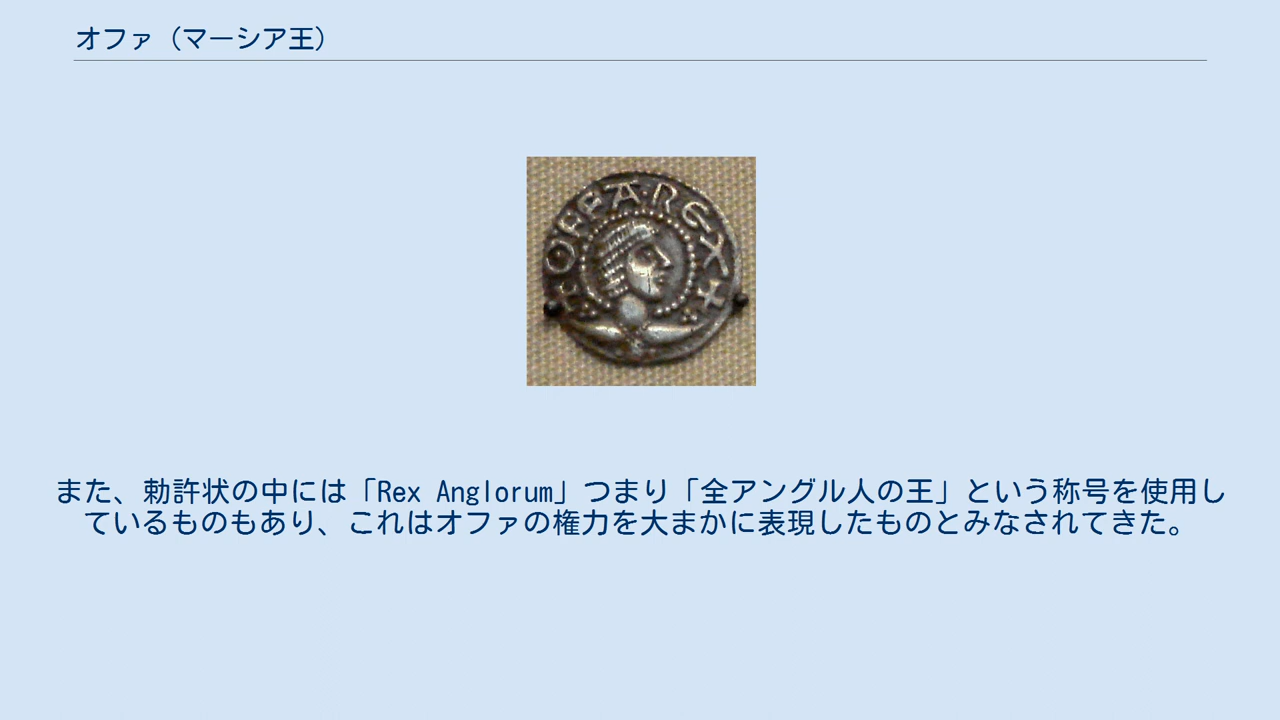 オファ（マーシア王）
+OFFA·REX+
また、勅許状の中には「Rex Anglorum」つまり「全アングル人の王」という称号を使用し
ているものもあり、これはオファの権力を大まかに表現したものとみなされてきた。